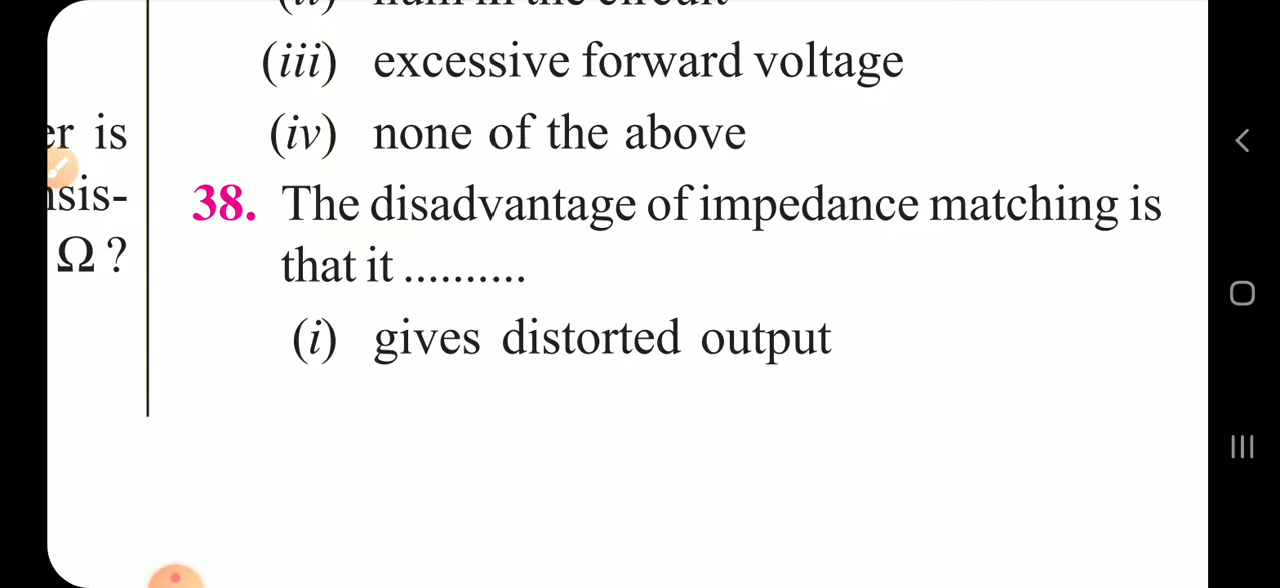 (iii) excessive forward voltage
er is
(iv) none of the above
nsis-
Ω ?
38. The disadvantage of impedance matching is
that it ..........
(i) gives distorted output